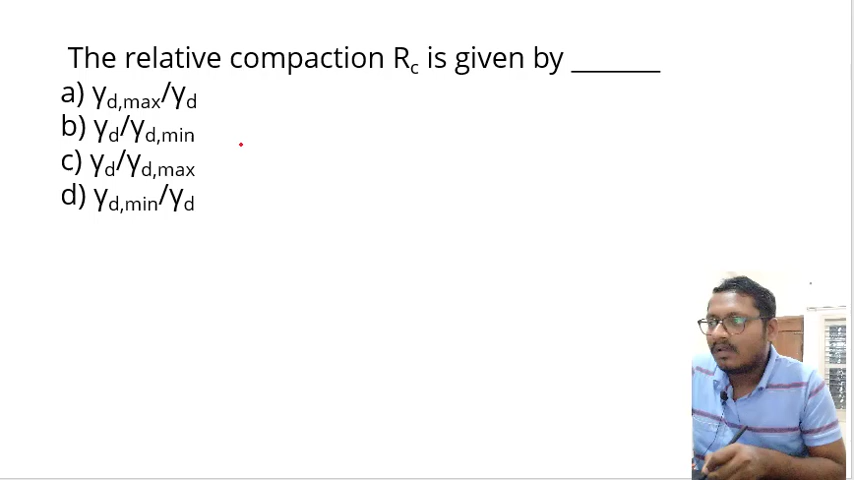 The relative compaction Rc is given by _______
a) γd,max/γd
b) γd/γd,min
c) γd/γd,max
d) γd,min/γd